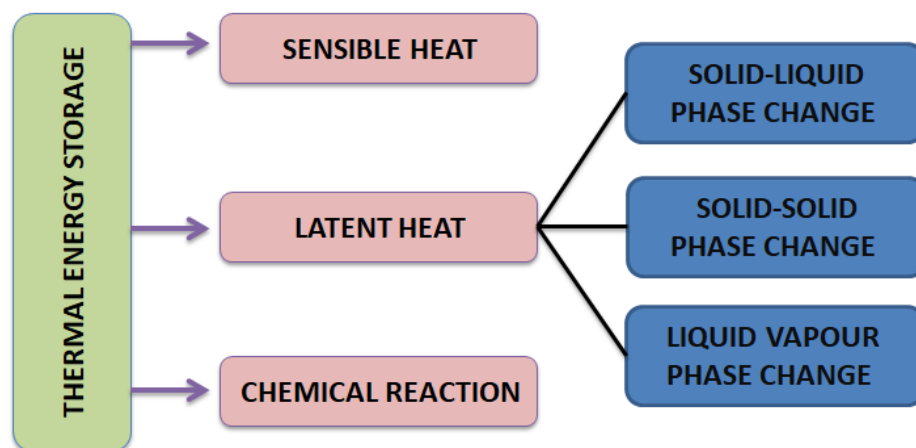 THERMAL ENERGY STORAGE
SENSIBLE HEAT
LATENT HEAT
CHEMICAL REACTION
SOLID-LIQUID
PHASE CHANGE
SOLID-SOLID
PHASE CHANGE
LIQUID VAPOUR
PHASE CHANGE